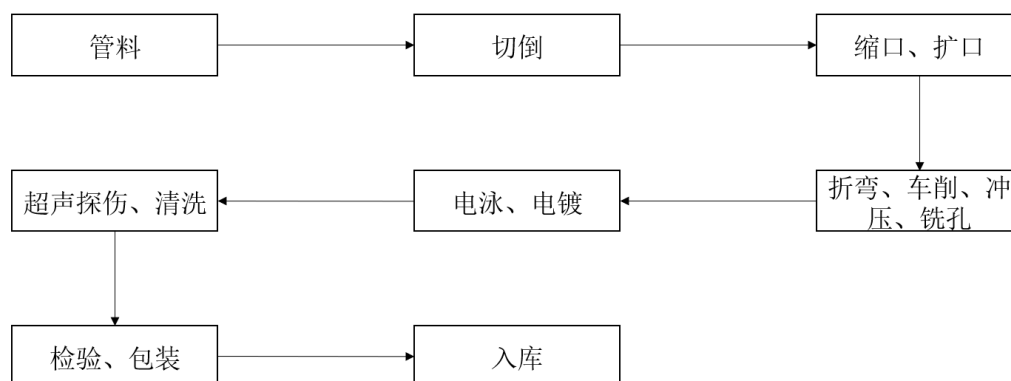 管料
切倒
缩口、扩口
折弯、车削、冲
压、铣孔
电泳、电镀
超声探伤、清洗
检验、包装
入库